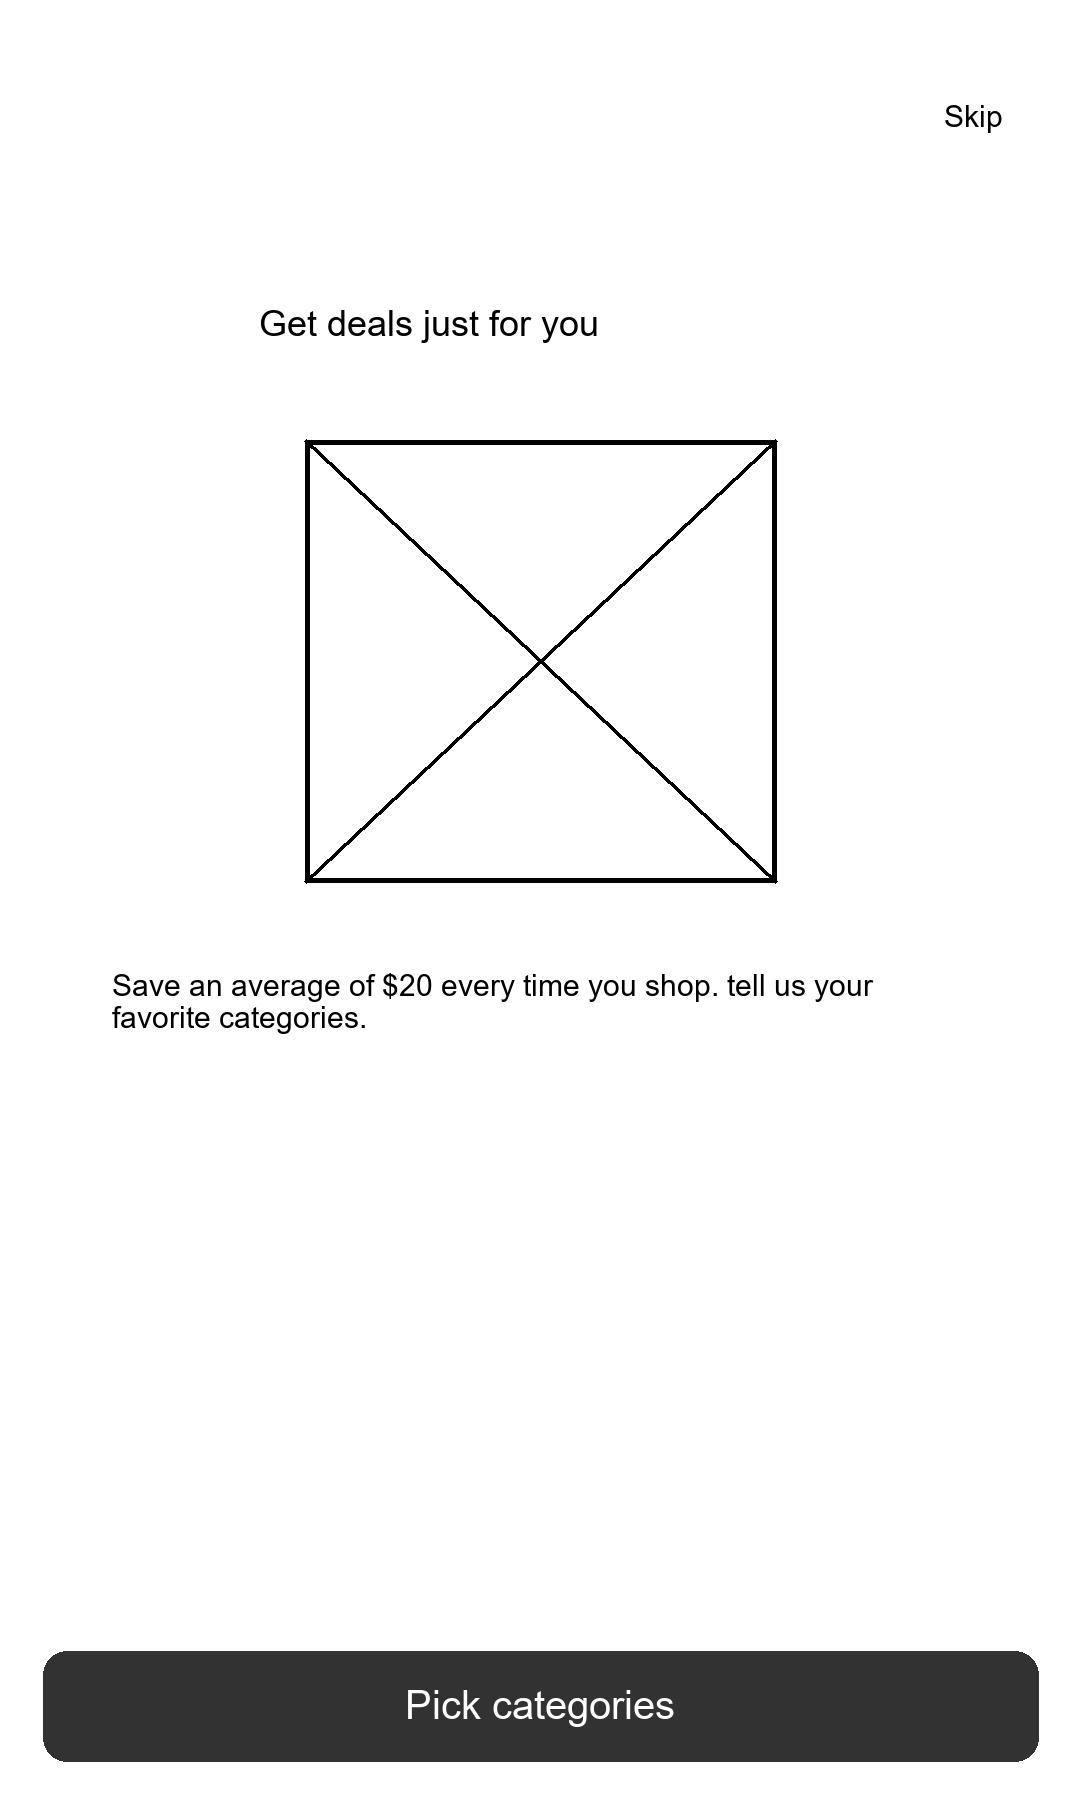 Skip
Get deals just for you
Save an average of $20 every time you shop. tell us your
favorite categories.
Pick categories